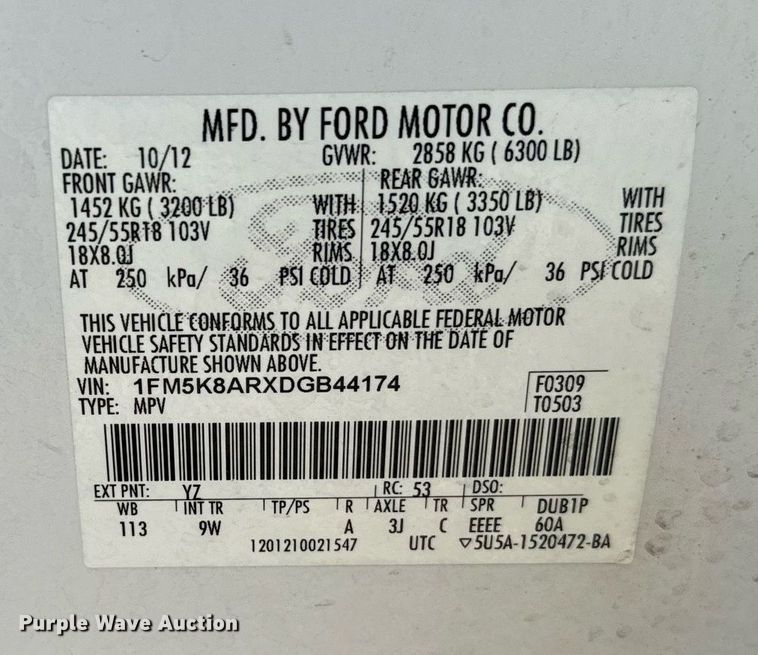 MFD. BY FORD MOTOR CO.
DATE: 10/12 GVWR: 2858 KG ( 6300 LB)
FRONT GAWR: REAR GAWR:
1452 KG ( 3200 LB) WITH 1520 KG ( 3350 LB) WITH
245/55R18 103V TIRES 245/55R18 103V TIRES
18X8.0J RIMS 18X8.0J RIMS
AT 250 kPa/ 36 PSI COLD AT 250 kPa/ 36 PSI COLD
Ford
THIS VEHICLE CONFORMS TO ALL APPLICABLE FEDERAL MOTOR
VEHICLE SAFETY STANDARDS IN EFFECT ON THE DATE OF
MANUFACTURE SHOWN ABOVE.
VIN: 1FM5K8ARXDGB44174 F0309
TYPE: MPV T0503
EXT PNT: YZ RC: 53 DSO:
WB INT TR TP/PS R AXLE TR SPR DUB1P
113 9W A 3J C EEEE 60A
1201210021547 UTC ▽5U5A-1520472-BA
Purple Wave Auction